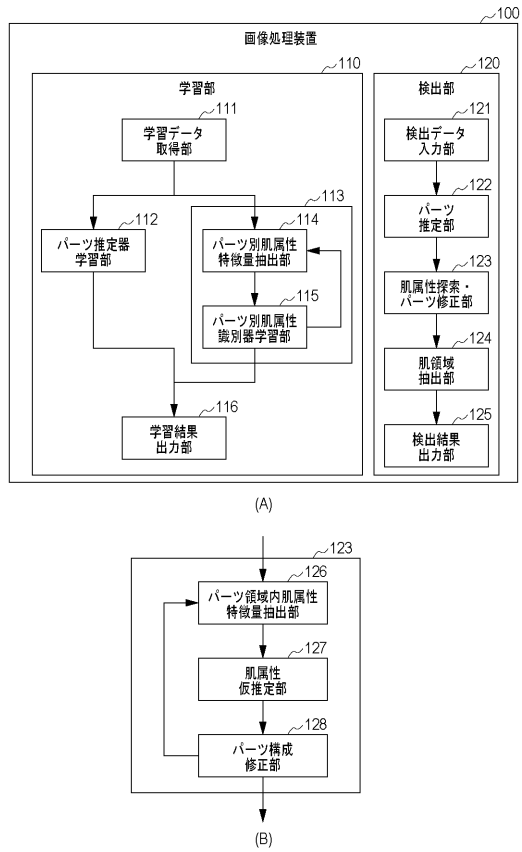 100
画像処理装置
110
学習部
111
学習データ
取得部
112
パーツ推定器
学習部
113
114
パーツ別肌属性
特徴量抽出部
115
パーツ別肌属性
識別器学習部
116
学習結果
出力部
120
検出部
121
検出データ
入力部
122
パーツ
推定部
123
肌属性探索・
パーツ修正部
124
肌領域
抽出部
125
検出結果
出力部
(A)
123
126
パーツ領域内肌属性
特徴量抽出部
127
肌属性
仮推定部
128
パーツ構成
修正部
(B)